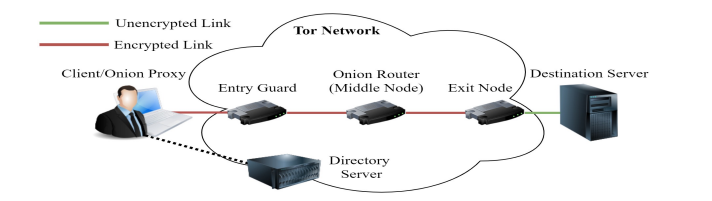 Unencrypted Link
Encrypted Link
Tor Network
Client/Onion Proxy
Entry Guard
Onion Router
(Middle Node)
Exit Node
Destination Server
Directory
Server